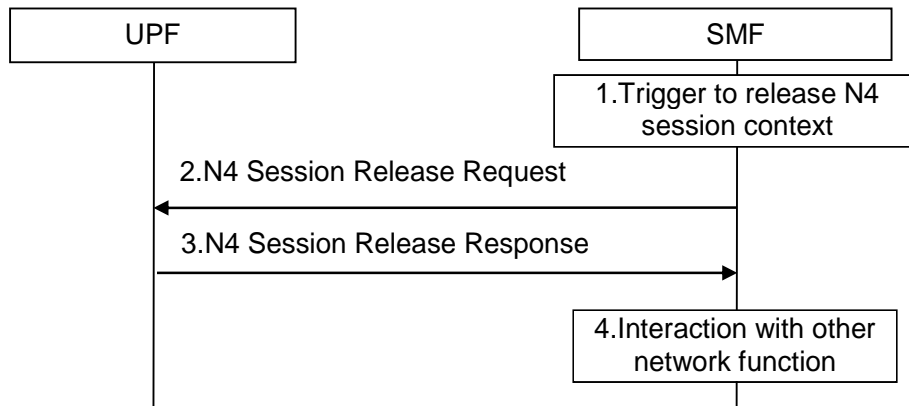 UPF
SMF
1.Trigger to release N4
session context
2.N4 Session Release Request
3.N4 Session Release Response
4.Interaction with other
network function